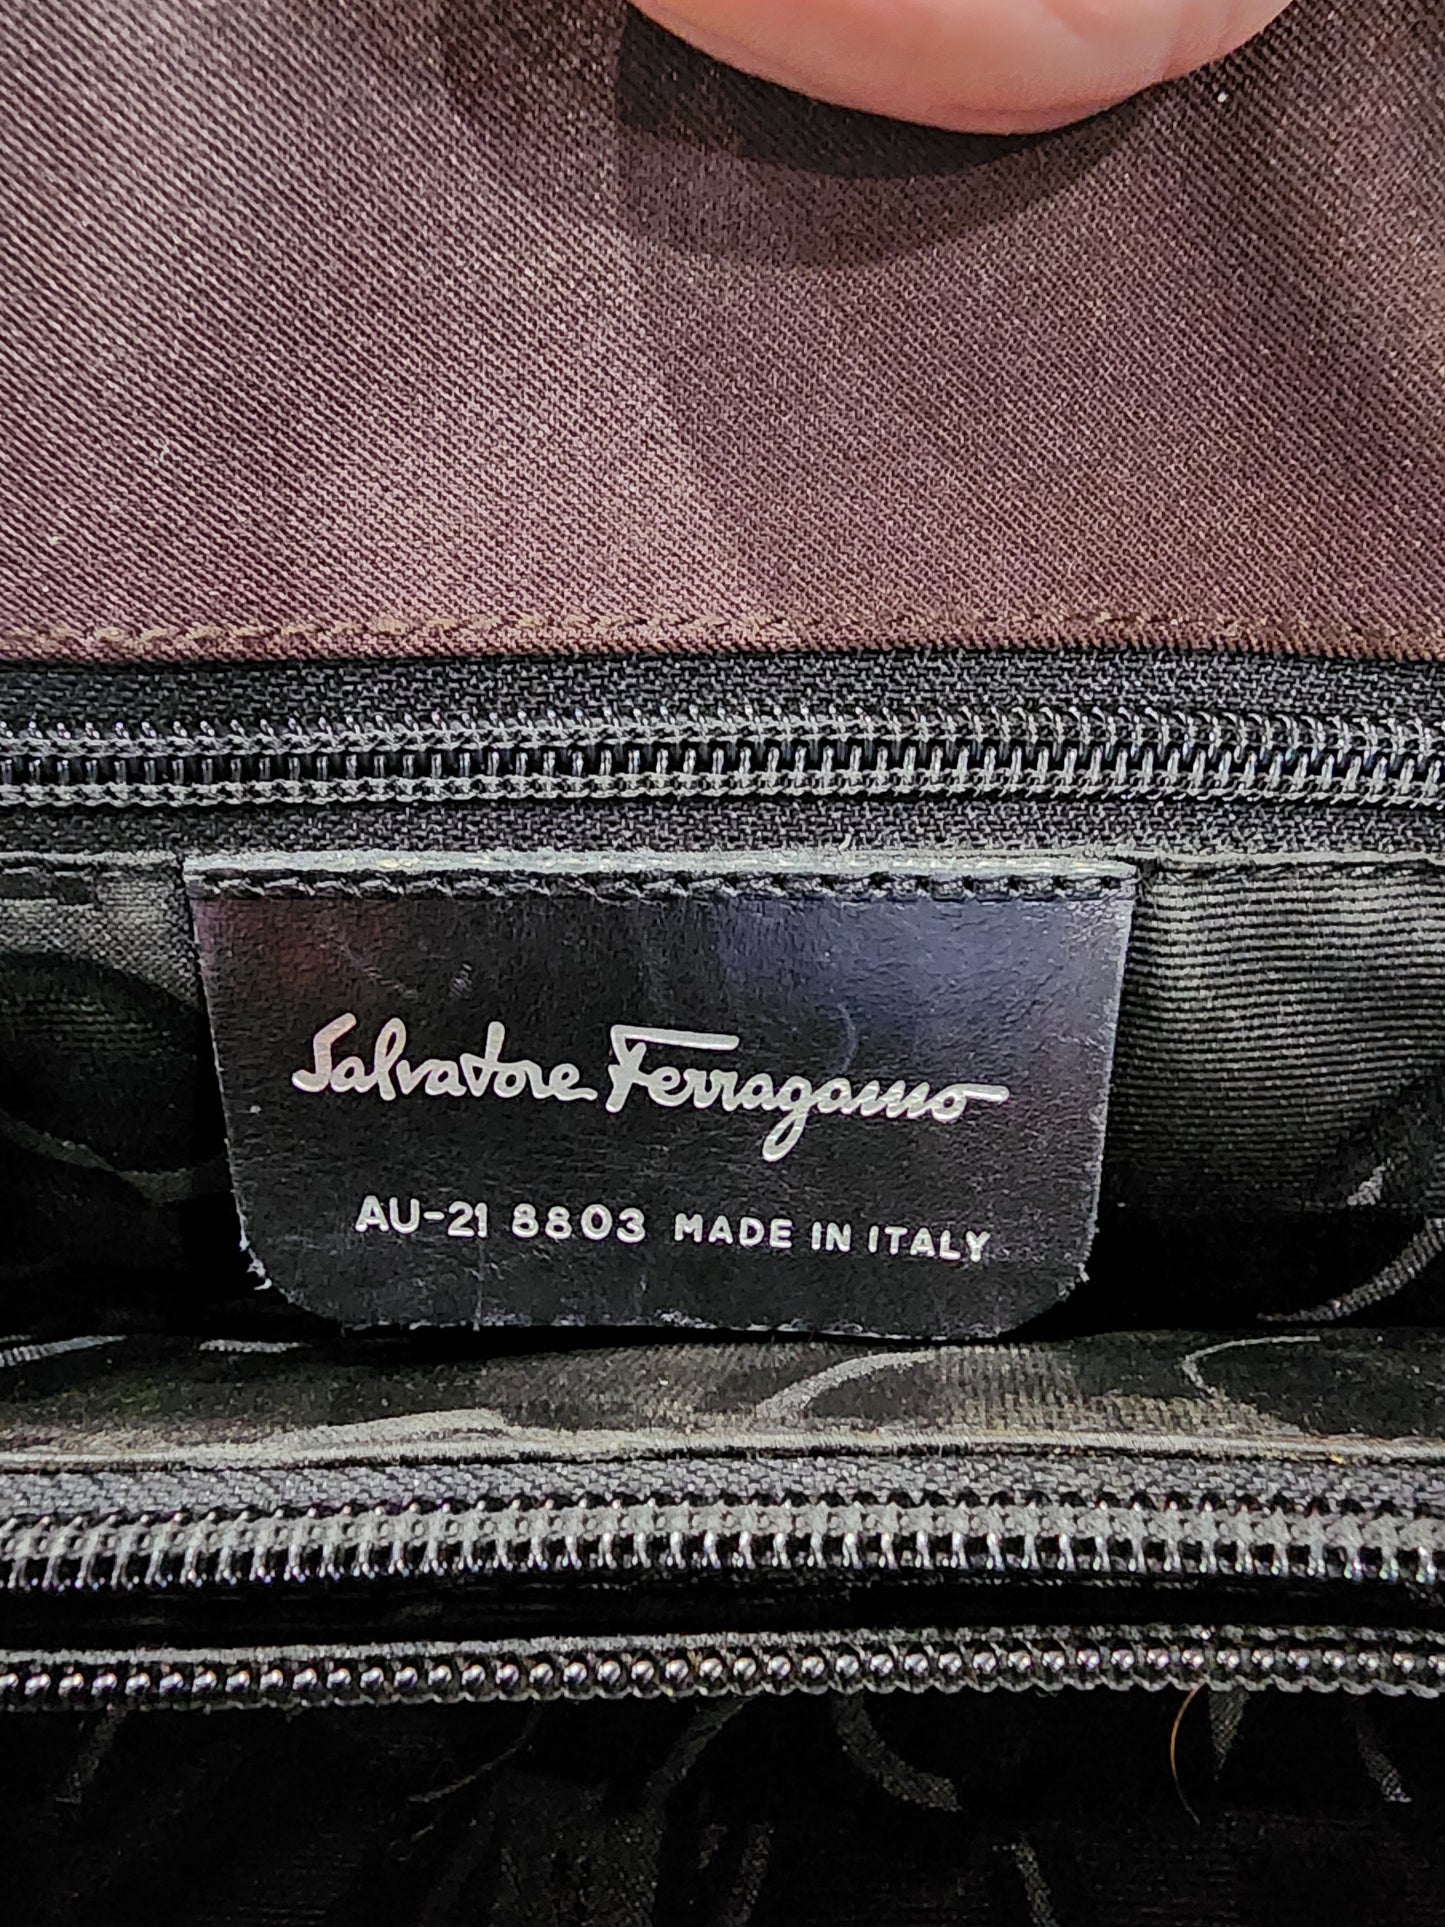 Salvatore Ferragamo
AU-21 8803 MADE IN ITALY